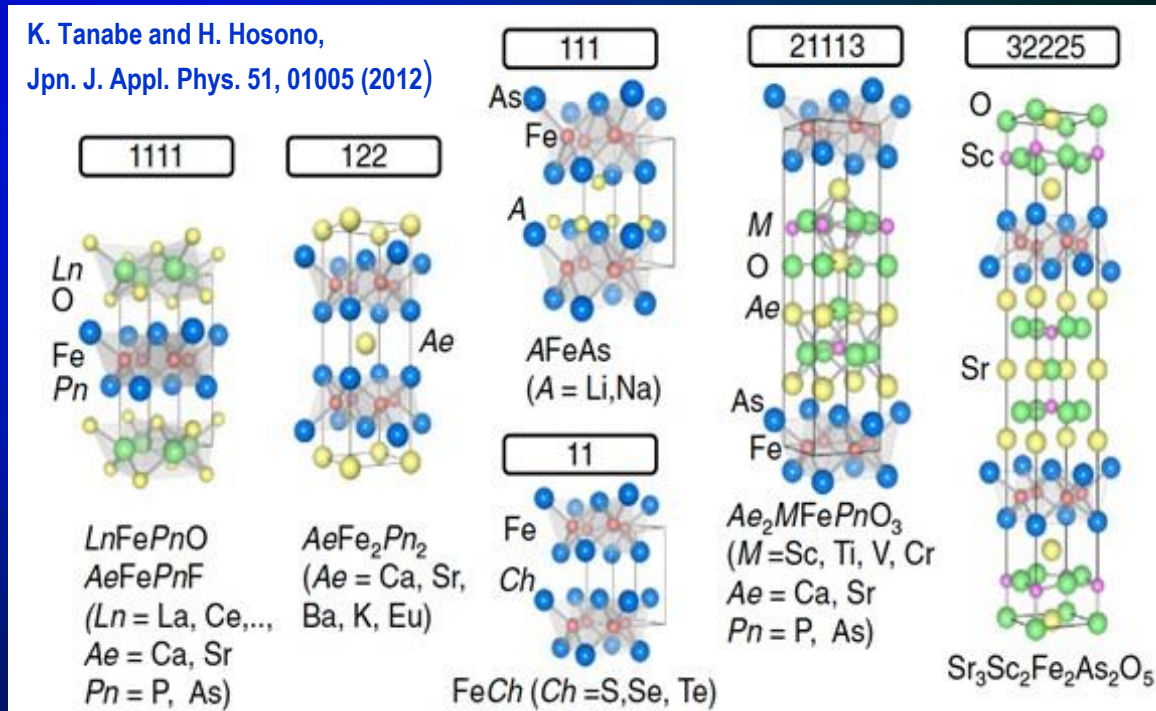 K. Tanabe and H. Hosono,
Jpn. J. Appl. Phys. 51, 01005 (2012)
1111
Ln
O
Fe
Pn
LnFePnO
AeFePnF
(Ln = La, Ce,..,
Ae = Ca, Sr
Pn = P, As)
122
Ae
AeFe₂Pn₂
(Ae = Ca, Sr,
Ba, K, Eu)
111
As
Fe
A
AFeAs
(A = Li,Na)
11
Fe
Ch
FeCh (Ch =S,Se, Te)
21113
M
O
Ae
As
Fe
Ae₂MFePnO₃
(M =Sc, Ti, V, Cr
Ae = Ca, Sr
Pn = P, As)
32225
O
Sc
Sr
Sr₃Sc₂Fe₂As₂O₅